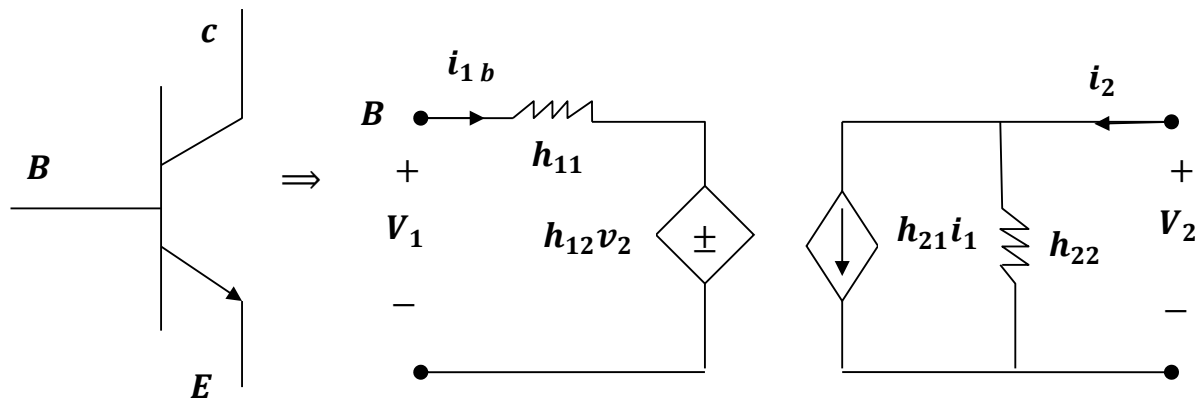 c
B
E
⟹
i₁ b
B
h₁₁
+
V₁
−
h₁₂v₂
±
h₂₁i₁
h₂₂
i₂
+
V₂
−